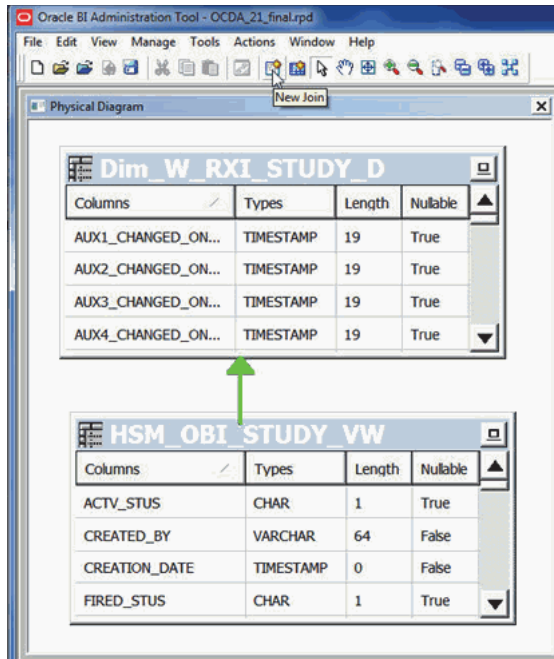 Oracle BI Administration Tool - OCDA_21_final.rpd
File Edit View Manage Tools Actions Window Help
New Join
Physical Diagram
Dim_W_RXI_STUDY_D
Columns Types Length Nullable
AUX1_CHANGED_ON... TIMESTAMP 19 True
AUX2_CHANGED_ON... TIMESTAMP 19 True
AUX3_CHANGED_ON... TIMESTAMP 19 True
AUX4_CHANGED_ON... TIMESTAMP 19 True
HSM_OBI_STUDY_VW
Columns Types Length Nullable
ACTV_STUS CHAR 1 True
CREATED_BY VARCHAR 64 False
CREATION_DATE TIMESTAMP 0 False
FIRED_STUS CHAR 1 True